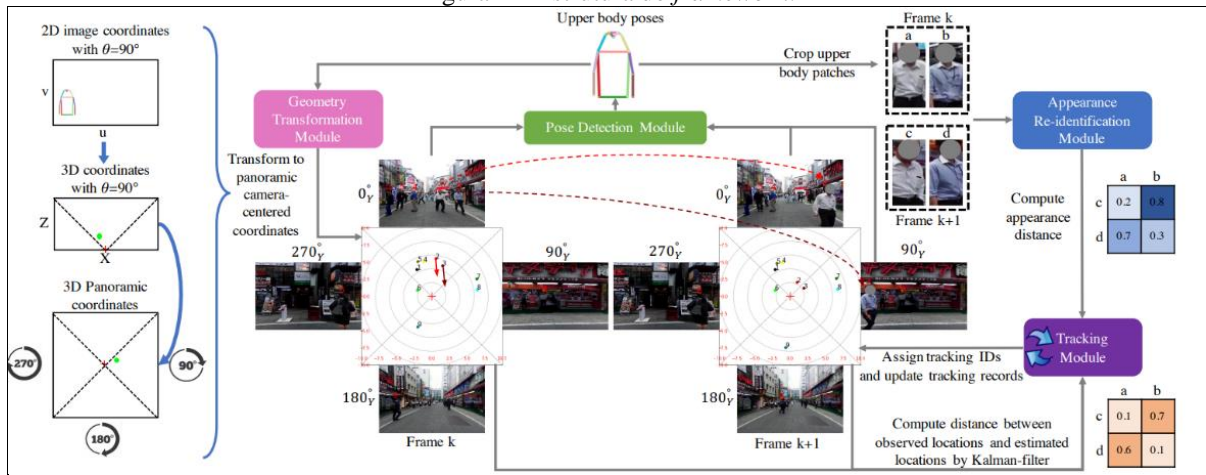 Upper body poses
Frame k
2D image coordinates
with θ=90°
a b
Crop upper
body patches
v
Geometry
Transformation
Module
Pose Detection Module
Appearance
Re-identification
Module
u
c d
3D coordinates
with θ=90°
Transform to
panoramic
camera-
centered
coordinates
0°Y
0°Y
Frame k+1
a b
c 0.2 0.8
d 0.7 0.3
Compute
appearance
distance
Z
X
270°Y
90°Y
270°Y
90°Y
3D Panoramic
coordinates
270°
90°
180°
Tracking
Module
Assign tracking IDs
and update tracking records
180°Y
180°Y
Frame k
Frame k+1
Compute distance between
observed locations and estimated
locations by Kalman-filter
a b
c 0.1 0.7
d 0.6 0.1